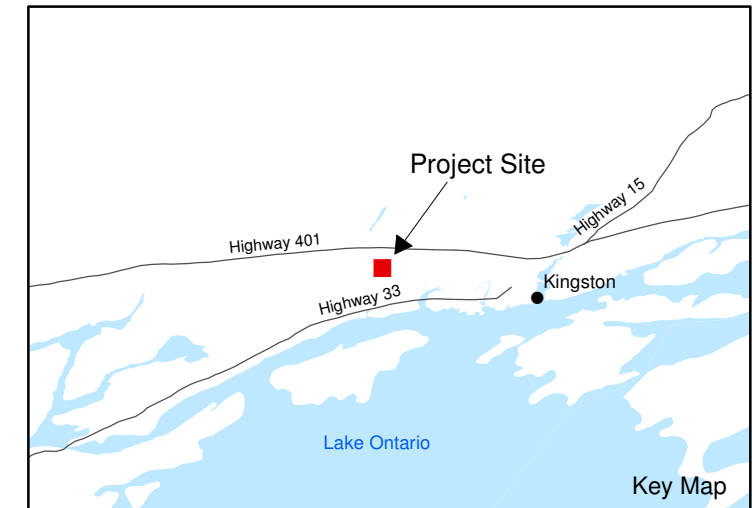 Project Site
Highway 15
Highway 401
Kingston
Highway 33
Lake Ontario
Key Map